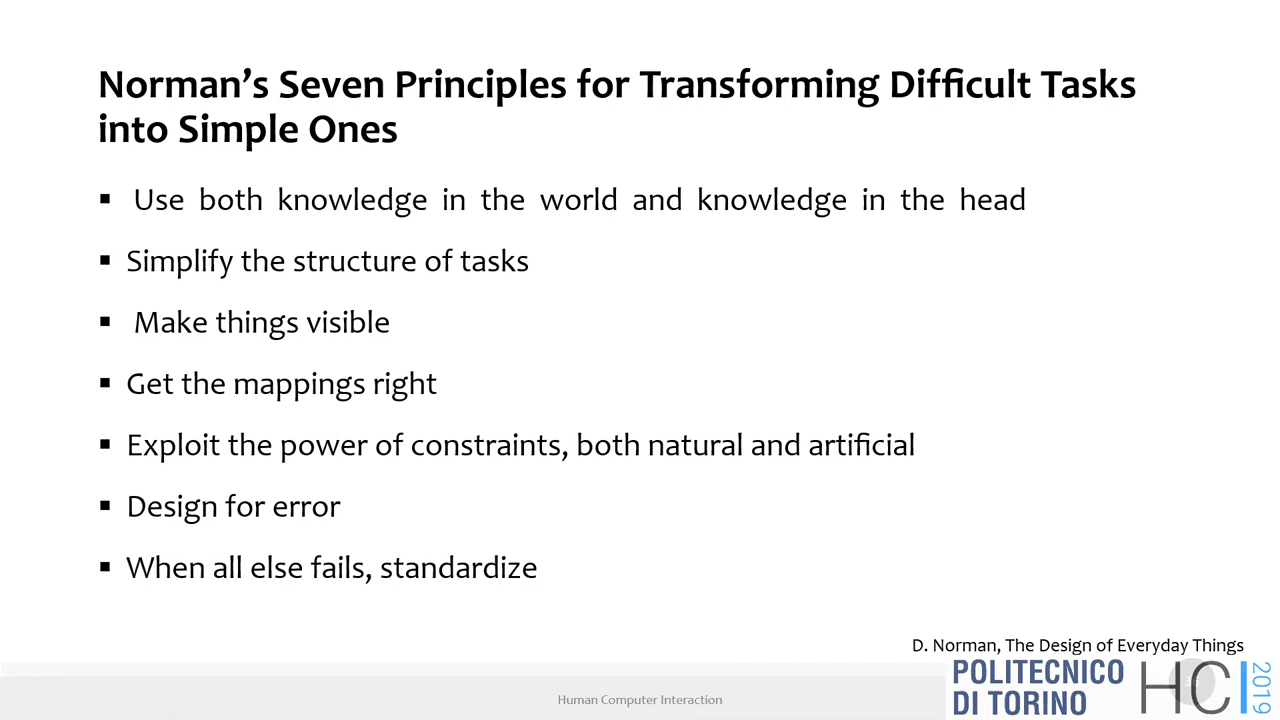 Norman’s Seven Principles for Transforming Difficult Tasks
into Simple Ones
▪ Use both knowledge in the world and knowledge in the head
▪ Simplify the structure of tasks
▪ Make things visible
▪ Get the mappings right
▪ Exploit the power of constraints, both natural and artificial
▪ Design for error
▪ When all else fails, standardize
D. Norman, The Design of Everyday Things
Human Computer Interaction
POLITECNICO
DI TORINO
HCI
2019